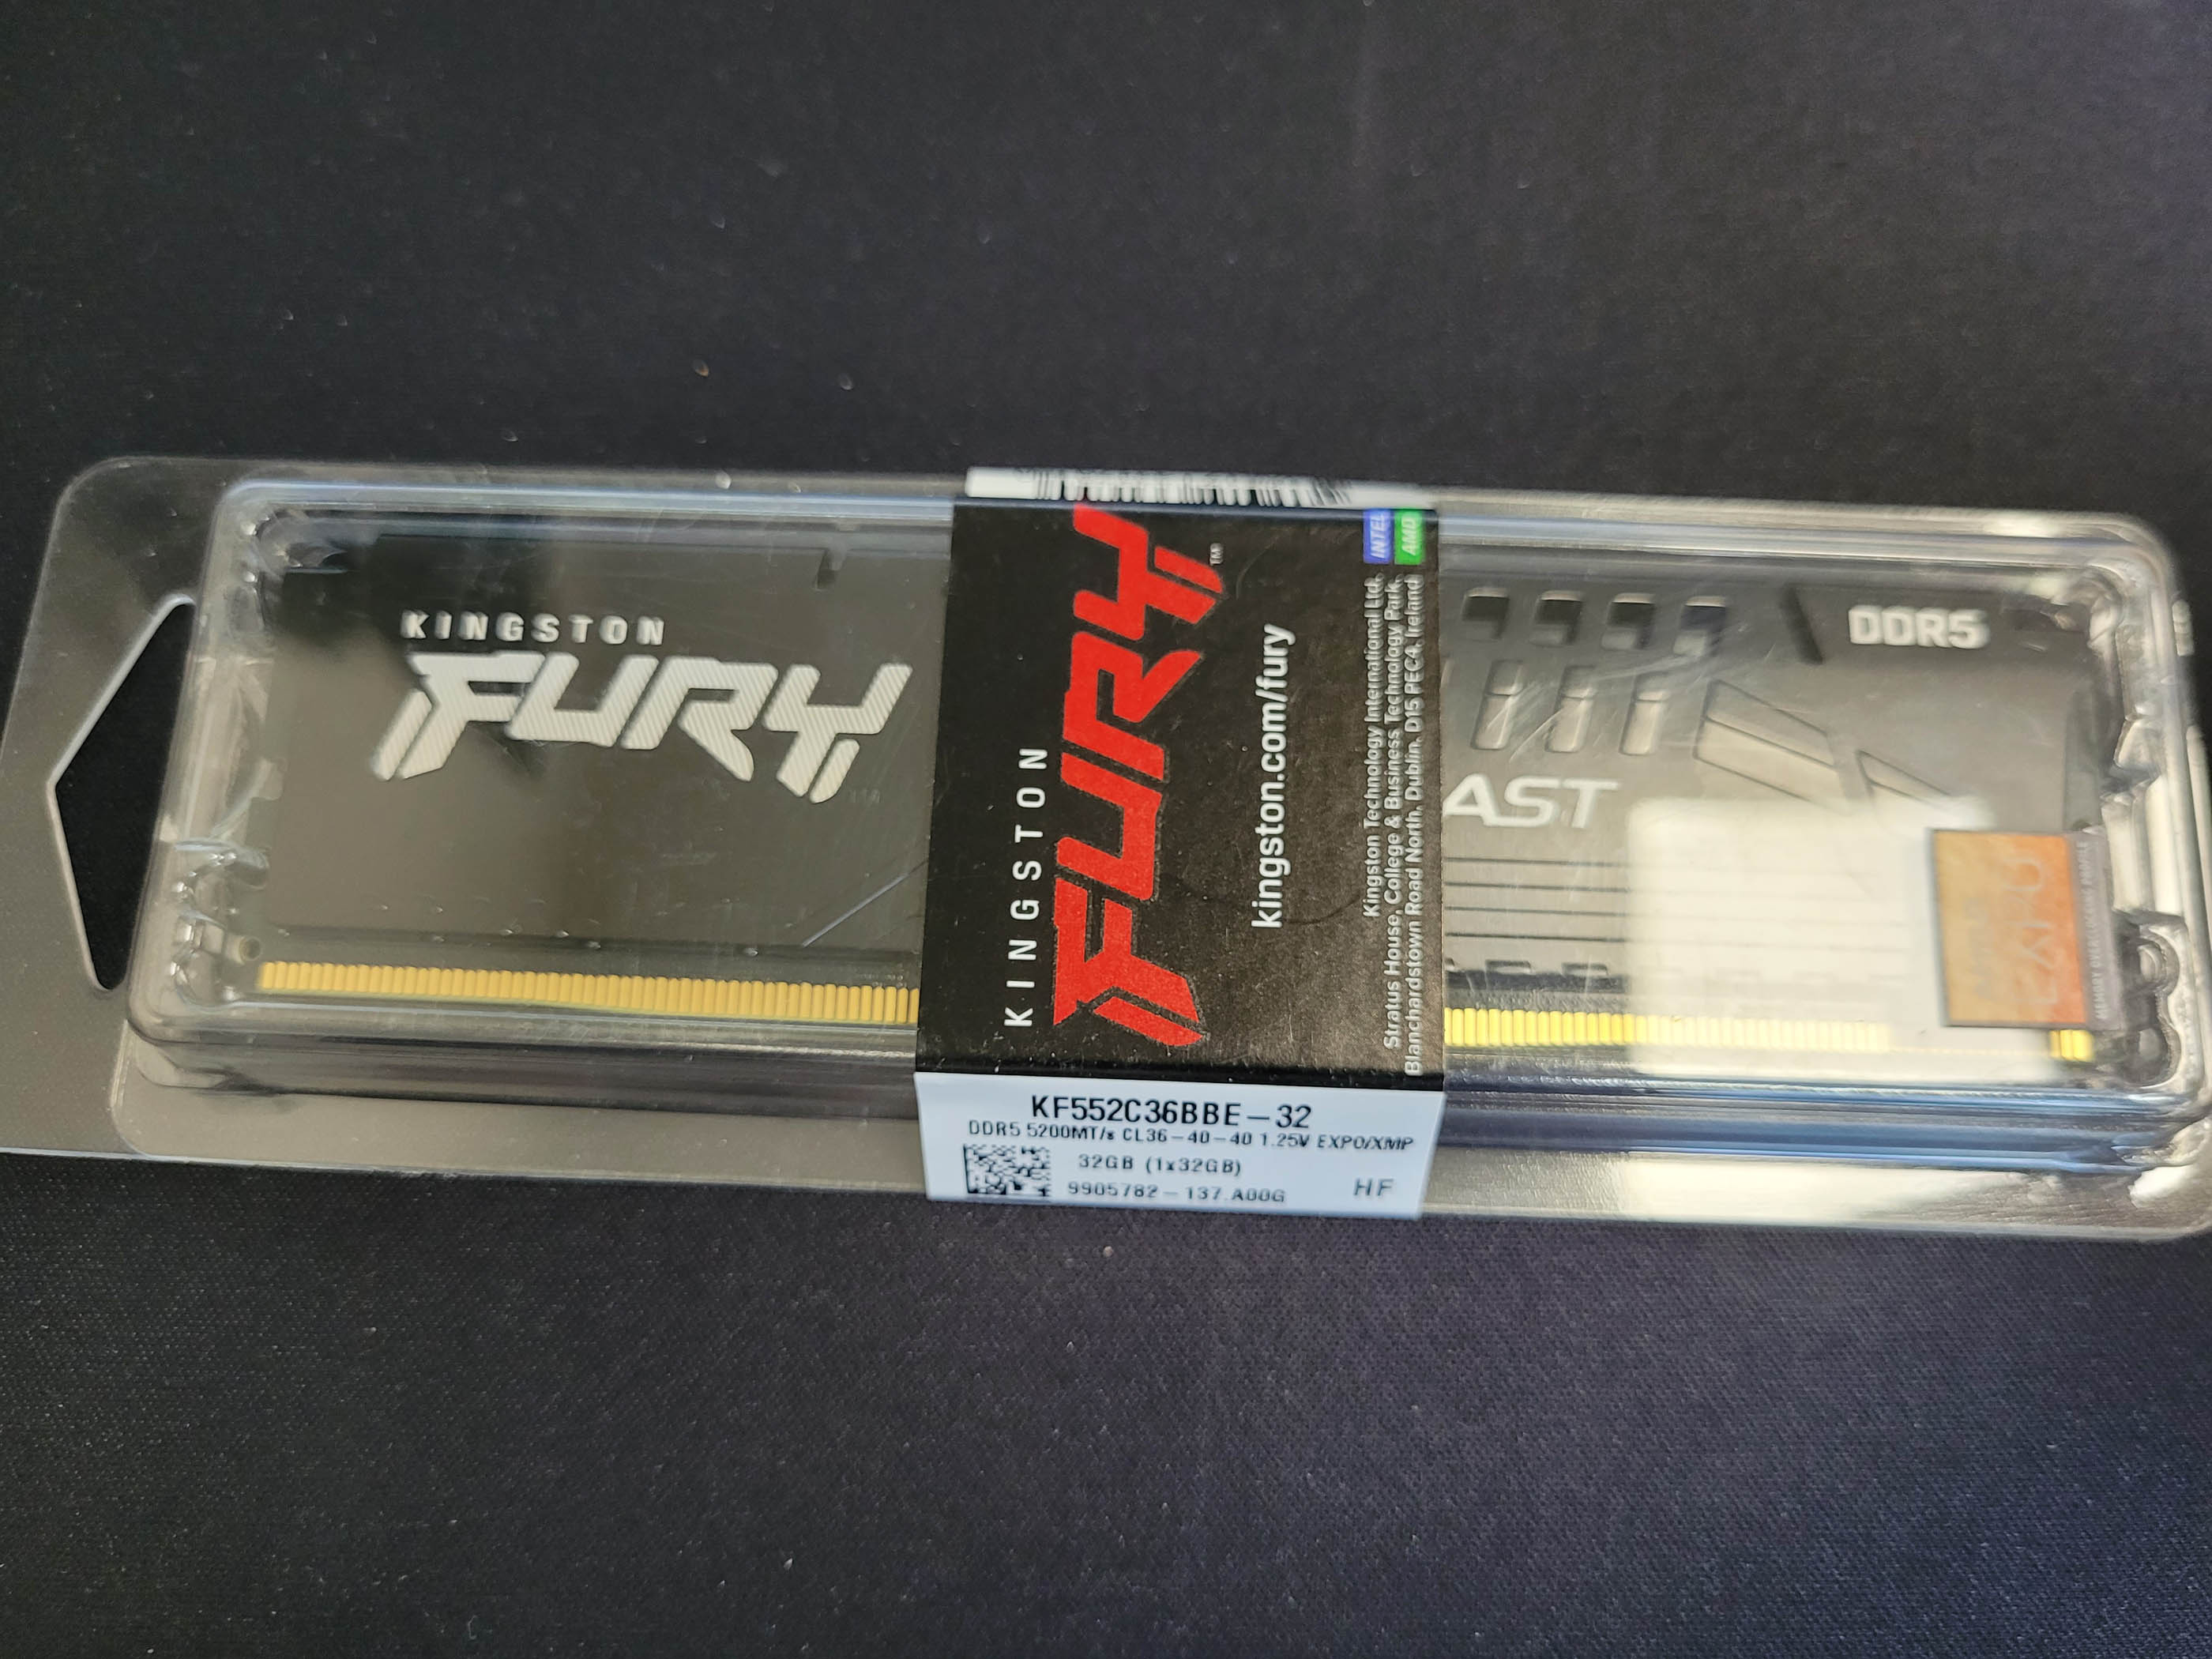 KINGSTON
FURY
KINGSTON
FURY™
kingston.com/fury
INTEL
AMD
Kingston Technology International Ltd.
Stratus House, College & Business Technology Park,
Blanchardstown Road North, Dublin, D15 PEC4, Ireland
DDR5
AST
KF552C36BBE-32
DDR5 5200MT/s CL36-40-40 1.25V EXPO/XMP
32GB (1x32GB)
9905782-137.A00G
HF